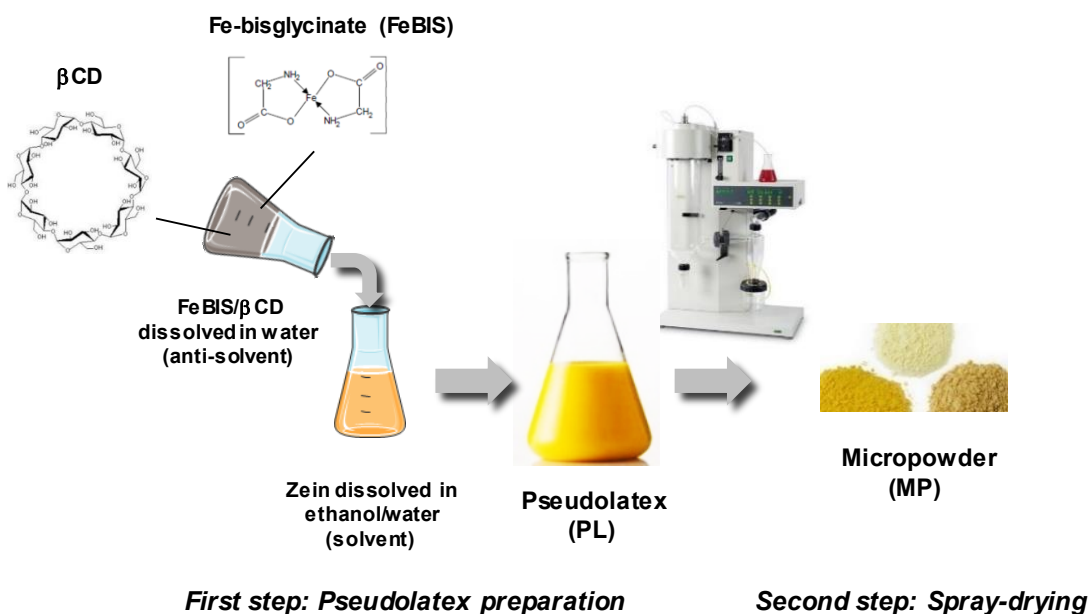 Fe-bisglycinate (FeBIS)
βCD
FeBIS/βCD
dissolved in water
(anti-solvent)
Zein dissolved in
ethanol/water
(solvent)
Pseudolatex
(PL)
Micropowder
(MP)
First step: Pseudolatex preparation
Second step: Spray-drying